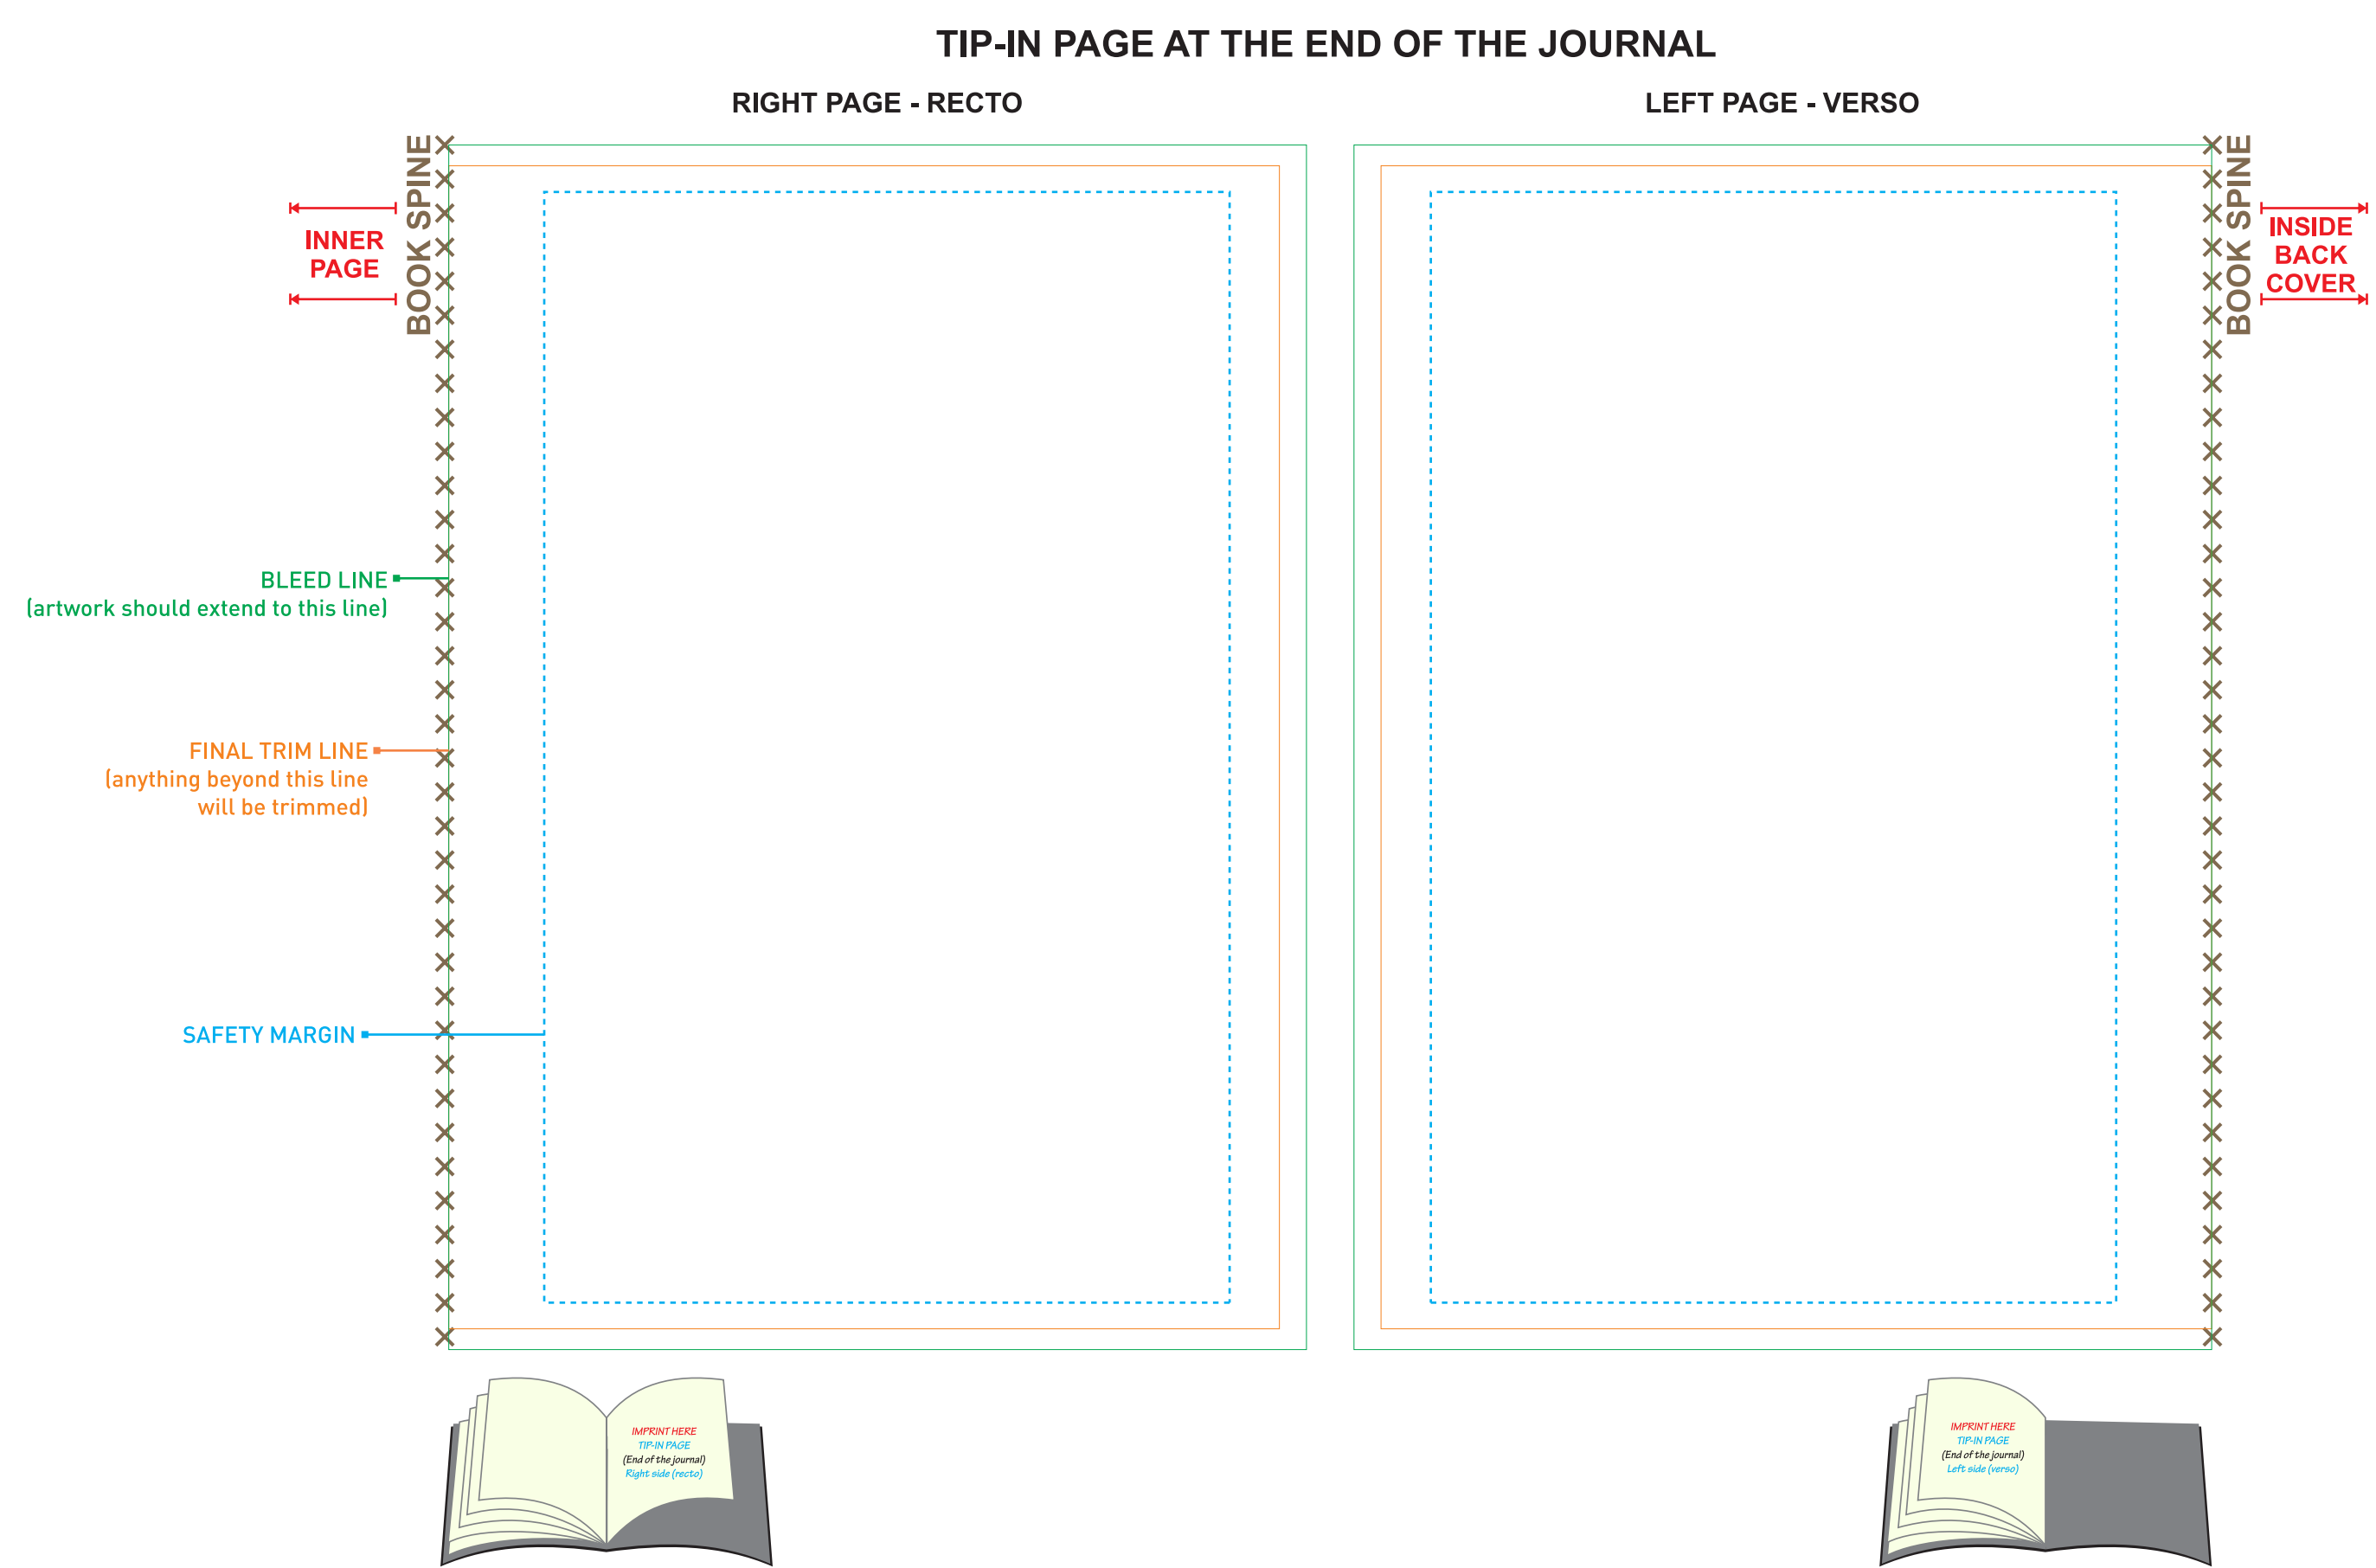 TIP-IN PAGE AT THE END OF THE JOURNAL
RIGHT PAGE - RECTO
LEFT PAGE - VERSO
BOOK SPINE
INNER
PAGE
BOOK SPINE
INSIDE
BACK
COVER
BLEED LINE
(artwork should extend to this line)
FINAL TRIM LINE
(anything beyond this line
will be trimmed)
SAFETY MARGIN
IMPRINT HERE
TIP-IN PAGE
(End of the journal)
Right side (recto)
IMPRINT HERE
TIP-IN PAGE
(End of the journal)
Left side (verso)